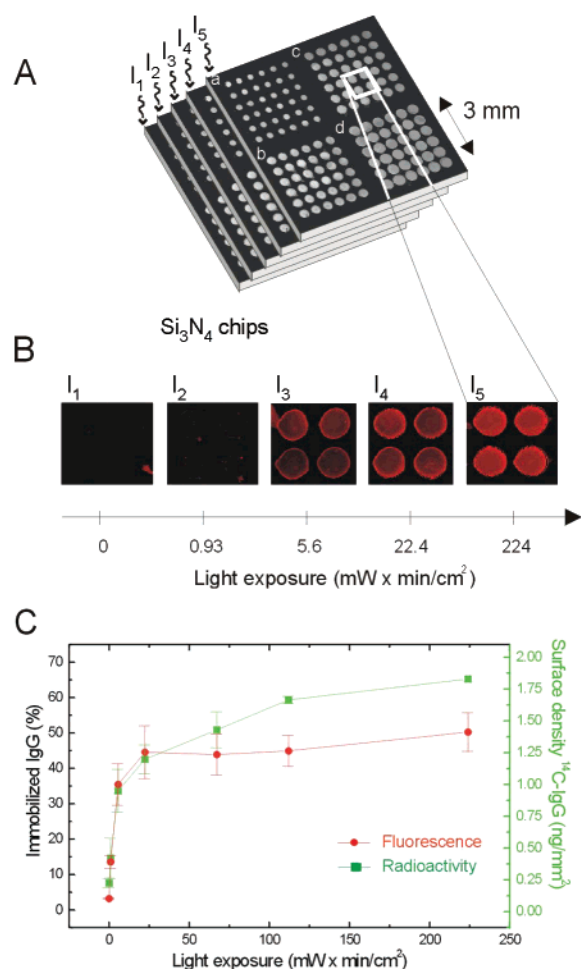 A
I₁ I₂ I₃ I₄ I₅
a
c
b
d
3 mm
Si₃N₄ chips
B
I₁ I₂ I₃ I₄ I₅
0 0.93 5.6 22.4 224
Light exposure (mW x min/cm²)
C
70
60
50
40
30
20
10
0
Immobilized IgG (%)
2.00
1.75
1.50
1.25
1.00
0.75
0.50
0.25
0.00
Surface density ¹⁴C-IgG (ng/mm²)
Fluorescence
Radioactivity
0 50 100 150 200 250
Light exposure (mW x min/cm²)